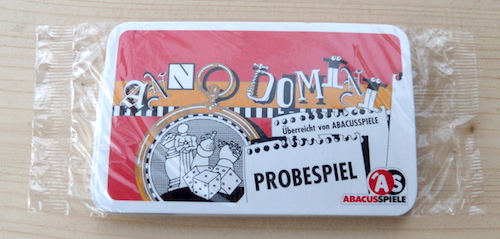 ANNO DOMINI
Überreicht von ABACUSSPIELE
PROBESPIEL
AS
ABACUSSPIELE